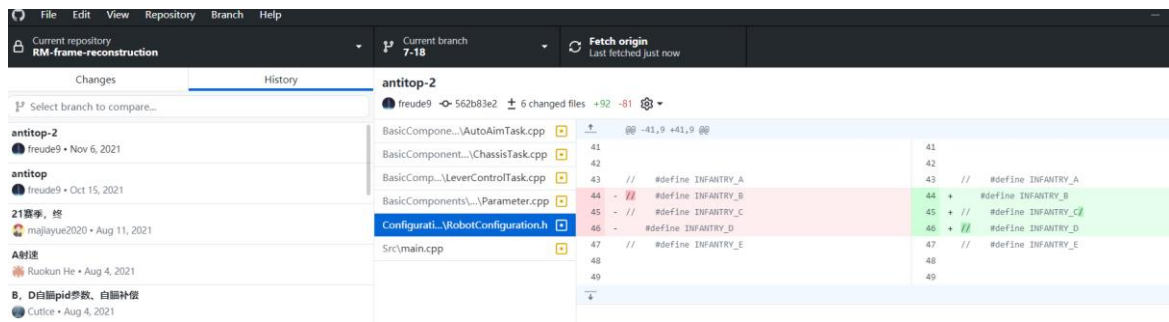 File Edit View Repository Branch Help
Current repository
RM-frame-reconstruction
Current branch
7-18
Fetch origin
Last fetched just now
Changes History
Select branch to compare...
antitop-2
freude9 • Nov 6, 2021
antitop
freude9 • Oct 15, 2021
21赛季，终
majiayue2020 • Aug 11, 2021
A射速
Ruokun He • Aug 4, 2021
B，D自瞄pid参数、自瞄补偿
Cutice • Aug 4, 2021
antitop-2
freude9 562b83e2 6 changed files +92 -81
BasicCompone...\AutoAimTask.cpp
BasicComponent...\ChassisTask.cpp
BasicComp...\LeverControlTask.cpp
BasicComponents\...\Parameter.cpp
Configurati...\RobotConfiguration.h
Src\main.cpp
@@ -41,9 +41,9 @@
41 41
42 42
43 // #define INFANTRY_A 43 // #define INFANTRY_A
44 - // #define INFANTRY_B 44 + #define INFANTRY_B
45 - // #define INFANTRY_C 45 + // #define INFANTRY_C/
46 - #define INFANTRY_D 46 + // #define INFANTRY_D
47 // #define INFANTRY_E 47 // #define INFANTRY_E
48 48
49 49